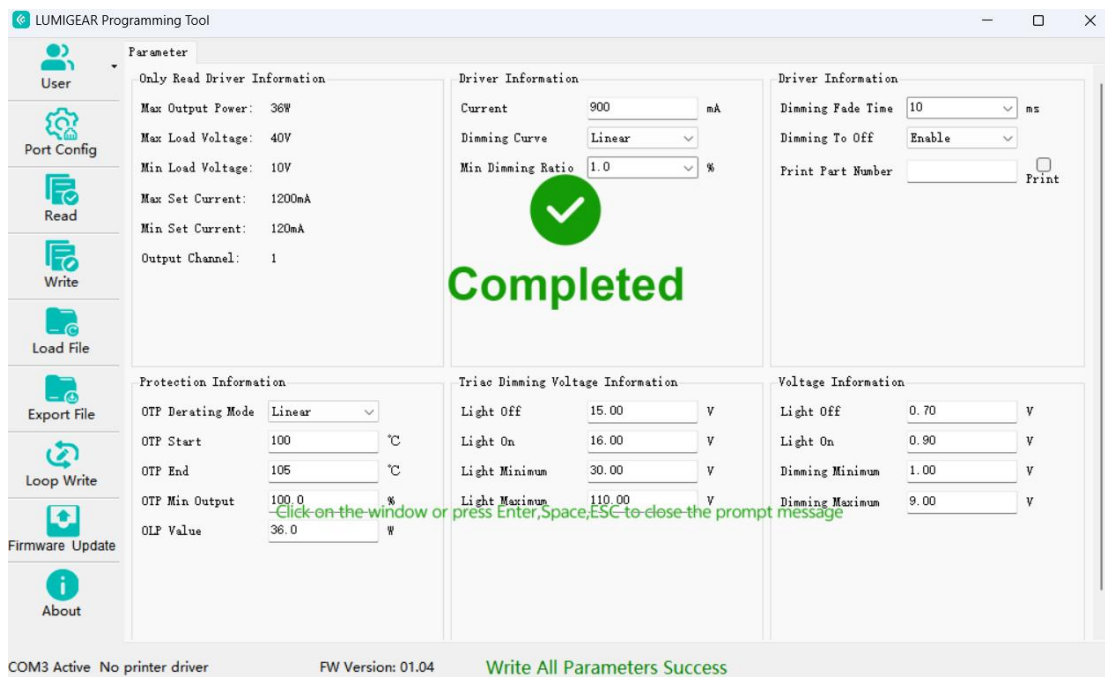 LUMIGEAR Programming Tool
User
Port Config
Read
Write
Load File
Export File
Loop Write
Firmware Update
About
Parameter
Only Read Driver Information
Max Output Power: 36W
Max Load Voltage: 40V
Min Load Voltage: 10V
Max Set Current: 1200mA
Min Set Current: 120mA
Output Channel: 1
Driver Information
Current 900 mA
Dimming Curve Linear
Min Dimming Ratio 1.0 %
Driver Information
Dimming Fade Time 10 ms
Dimming To Off Enable
Print Part Number Print
Completed
Protection Information
OTP Derating Mode Linear
OTP Start 100 ℃
OTP End 105 ℃
OTP Min Output 100.0 %
OLP Value 36.0 W
Triac Dimming Voltage Information
Light Off 15.00 V
Light On 16.00 V
Light Minimum 30.00 V
Light Maximum 110.00 V
Voltage Information
Light Off 0.70 V
Light On 0.90 V
Dimming Minimum 1.00 V
Dimming Maximum 9.00 V
Click on the window or press Enter,Space,ESC to close the prompt message
COM3 Active No printer driver FW Version: 01.04 Write All Parameters Success